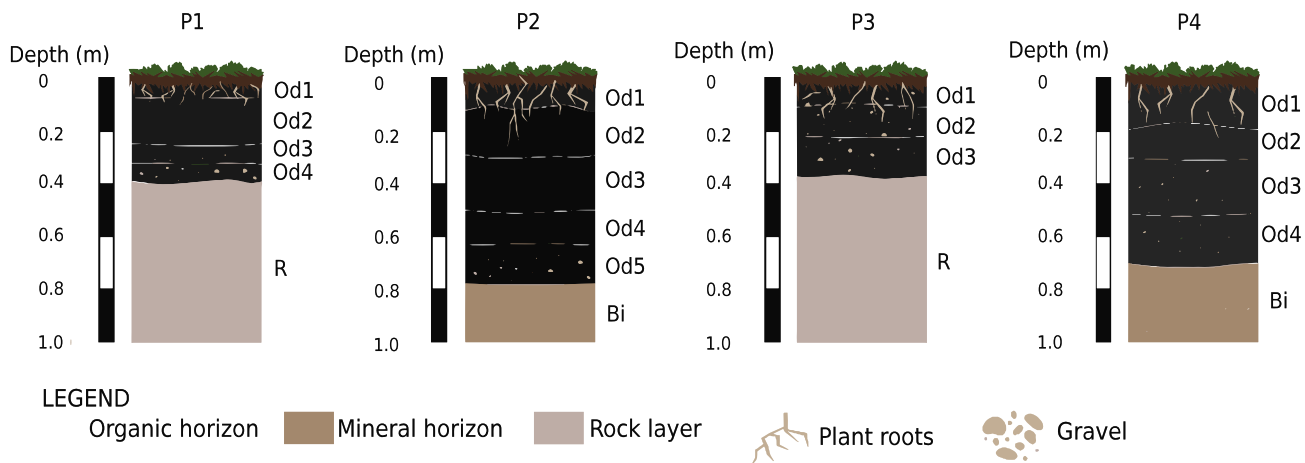 P1 P2 P3 P4
Depth (m) Depth (m) Depth (m) Depth (m)
0 0 0 0
Od1 Od1 Od1 Od1
0.2 0.2 0.2 0.2
Od2 Od2 Od2 Od2
Od3 Od3 Od3 Od3
Od4
0.4 0.4 0.4 0.4
Od4 Od4
0.6 0.6 0.6 0.6
R Od5 R
0.8 0.8 0.8 0.8
Bi Bi
1.0 1.0 1.0 1.0
LEGEND
Organic horizon Mineral horizon Rock layer Plant roots Gravel